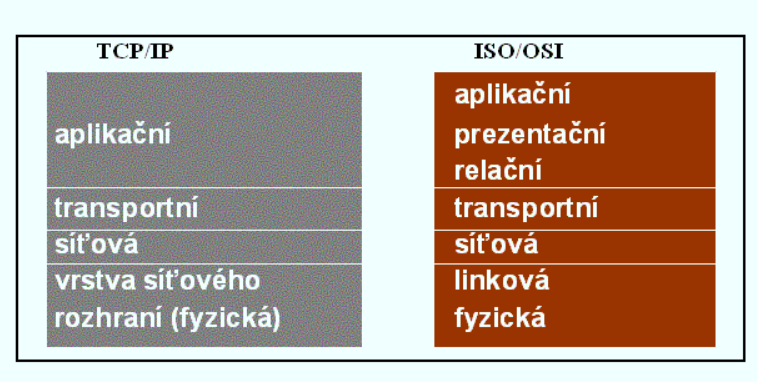 TCP/IP
aplikační
transportní
síťová
vrstva síťového
rozhraní (fyzická)
ISO/OSI
aplikační
prezentační
relační
transportní
síťová
linková
fyzická